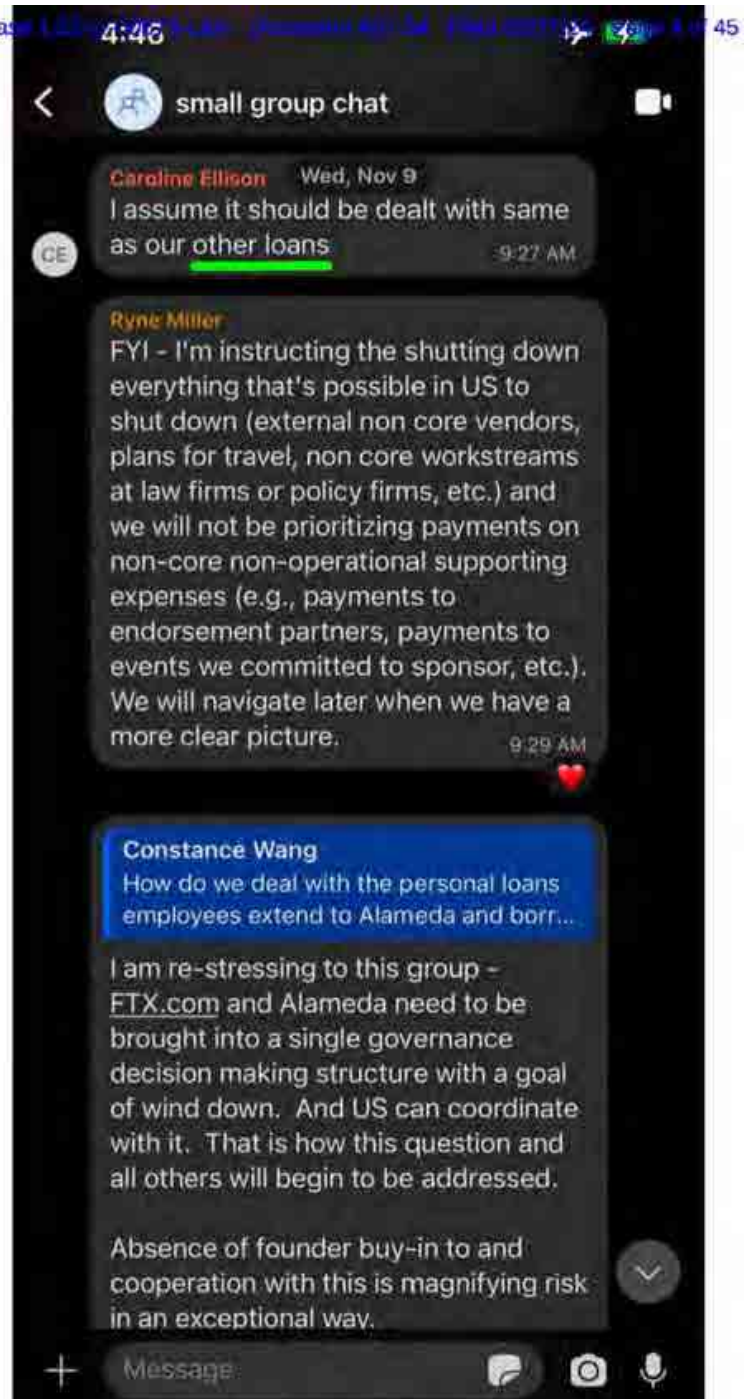 4:46
45
small group chat
Caroline Ellison
Wed, Nov 9
I assume it should be dealt with same
as our other loans
9:27 AM
CE
Ryne Miller
FYI - I'm instructing the shutting down
everything that's possible in US to
shut down (external non core vendors,
plans for travel, non core workstreams
at law firms or policy firms, etc.) and
we will not be prioritizing payments on
non-core non-operational supporting
expenses (e.g., payments to
endorsement partners, payments to
events we committed to sponsor, etc.).
We will navigate later when we have a
more clear picture.
9:29 AM
Constance Wang
How do we deal with the personal loans
employees extend to Alameda and borr...
I am re-stressing to this group -
FTX.com and Alameda need to be
brought into a single governance
decision making structure with a goal
of wind down.  And US can coordinate
with it.  That is how this question and
all others will begin to be addressed.
Absence of founder buy-in to and
cooperation with this is magnifying risk
in an exceptional way.
Message